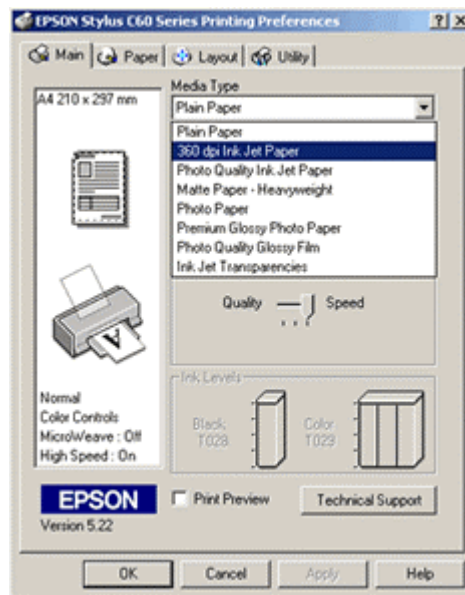 EPSON Stylus C60 Series Printing Preferences
Main
Paper
Layout
Utility
A4 210 x 297 mm
Media Type
Plain Paper
Plain Paper
360 dpi Ink Jet Paper
Photo Quality Ink Jet Paper
Matte Paper - Heavyweight
Photo Paper
Premium Glossy Photo Paper
Photo Quality Glossy Film
Ink Jet Transparencies
Quality
Speed
A
Normal
Color Controls
MicroWeave : Off
High Speed : On
Ink Levels
Black
T028
Color
T029
EPSON
Version 5.22
Print Preview
Technical Support
OK
Cancel
Apply
Help